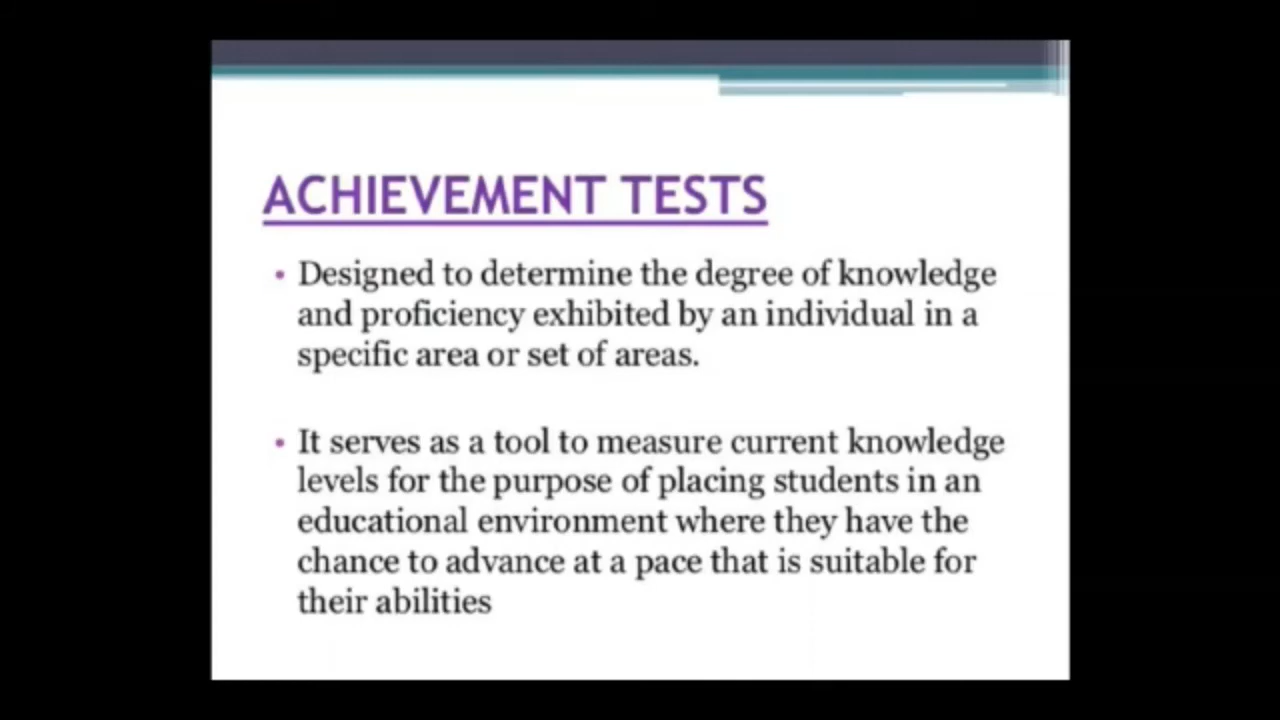 ACHIEVEMENT TESTS
• Designed to determine the degree of knowledge
and proficiency exhibited by an individual in a
specific area or set of areas.
• It serves as a tool to measure current knowledge
levels for the purpose of placing students in an
educational environment where they have the
chance to advance at a pace that is suitable for
their abilities